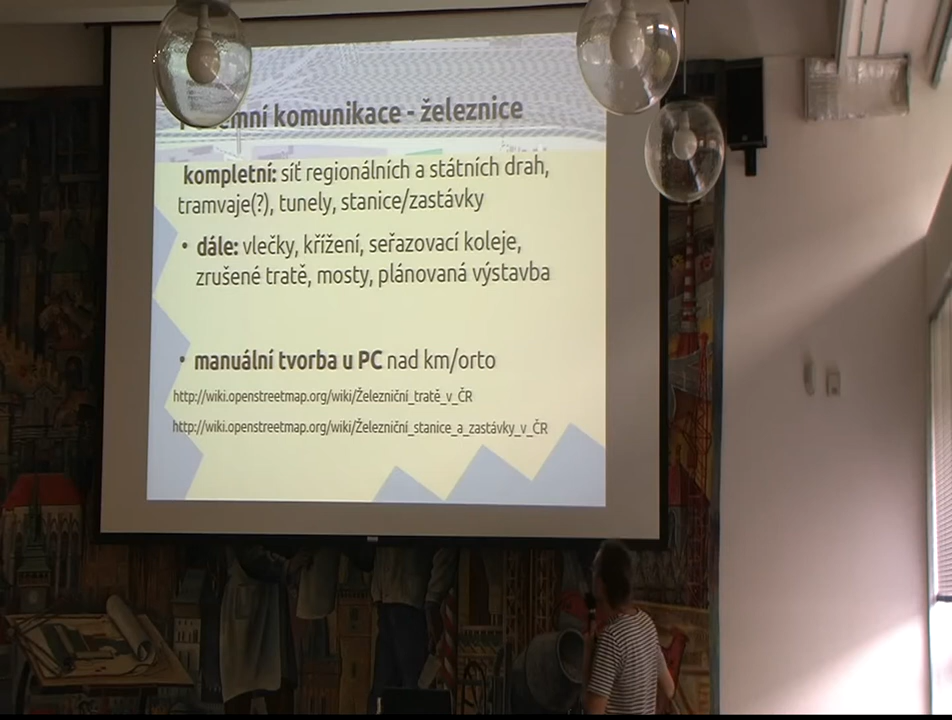 komunikace - železnice
kompletní: síť regionálních a státních drah,
tramvaje(?), tunely, stanice/zastávky
• dále: vlečky, křížení, seřazovací koleje,
zrušené tratě, mosty, plánovaná výstavba
• manuální tvorba u PC nad km/orto
http://wiki.openstreetmap.org/wiki/Železniční_tratě_v_ČR
http://wiki.openstreetmap.org/wiki/Železniční_stanice_a_zastávky_v_ČR